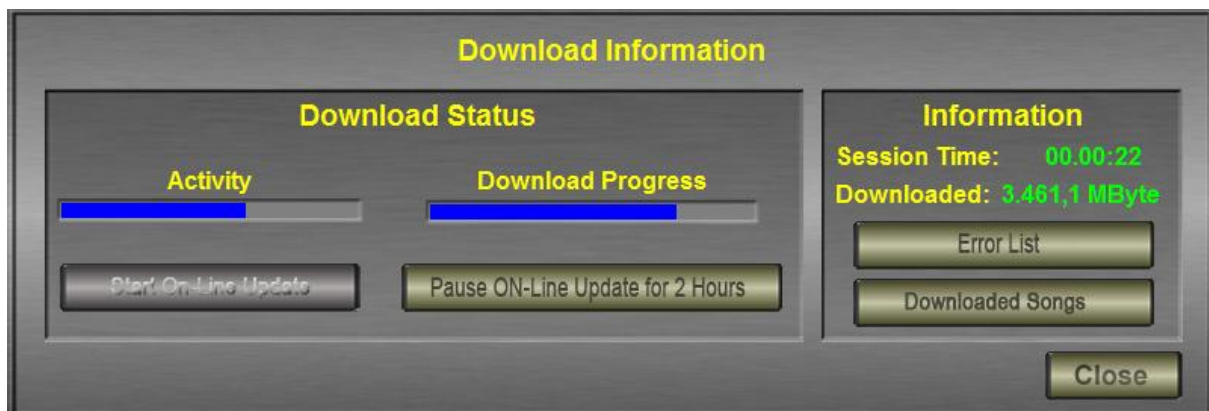 Download Information
Download Status
Activity
Download Progress
Start On-Line Update
Pause ON-Line Update for 2 Hours
Information
Session Time: 00.00:22
Downloaded: 3.461,1 MByte
Error List
Downloaded Songs
Close